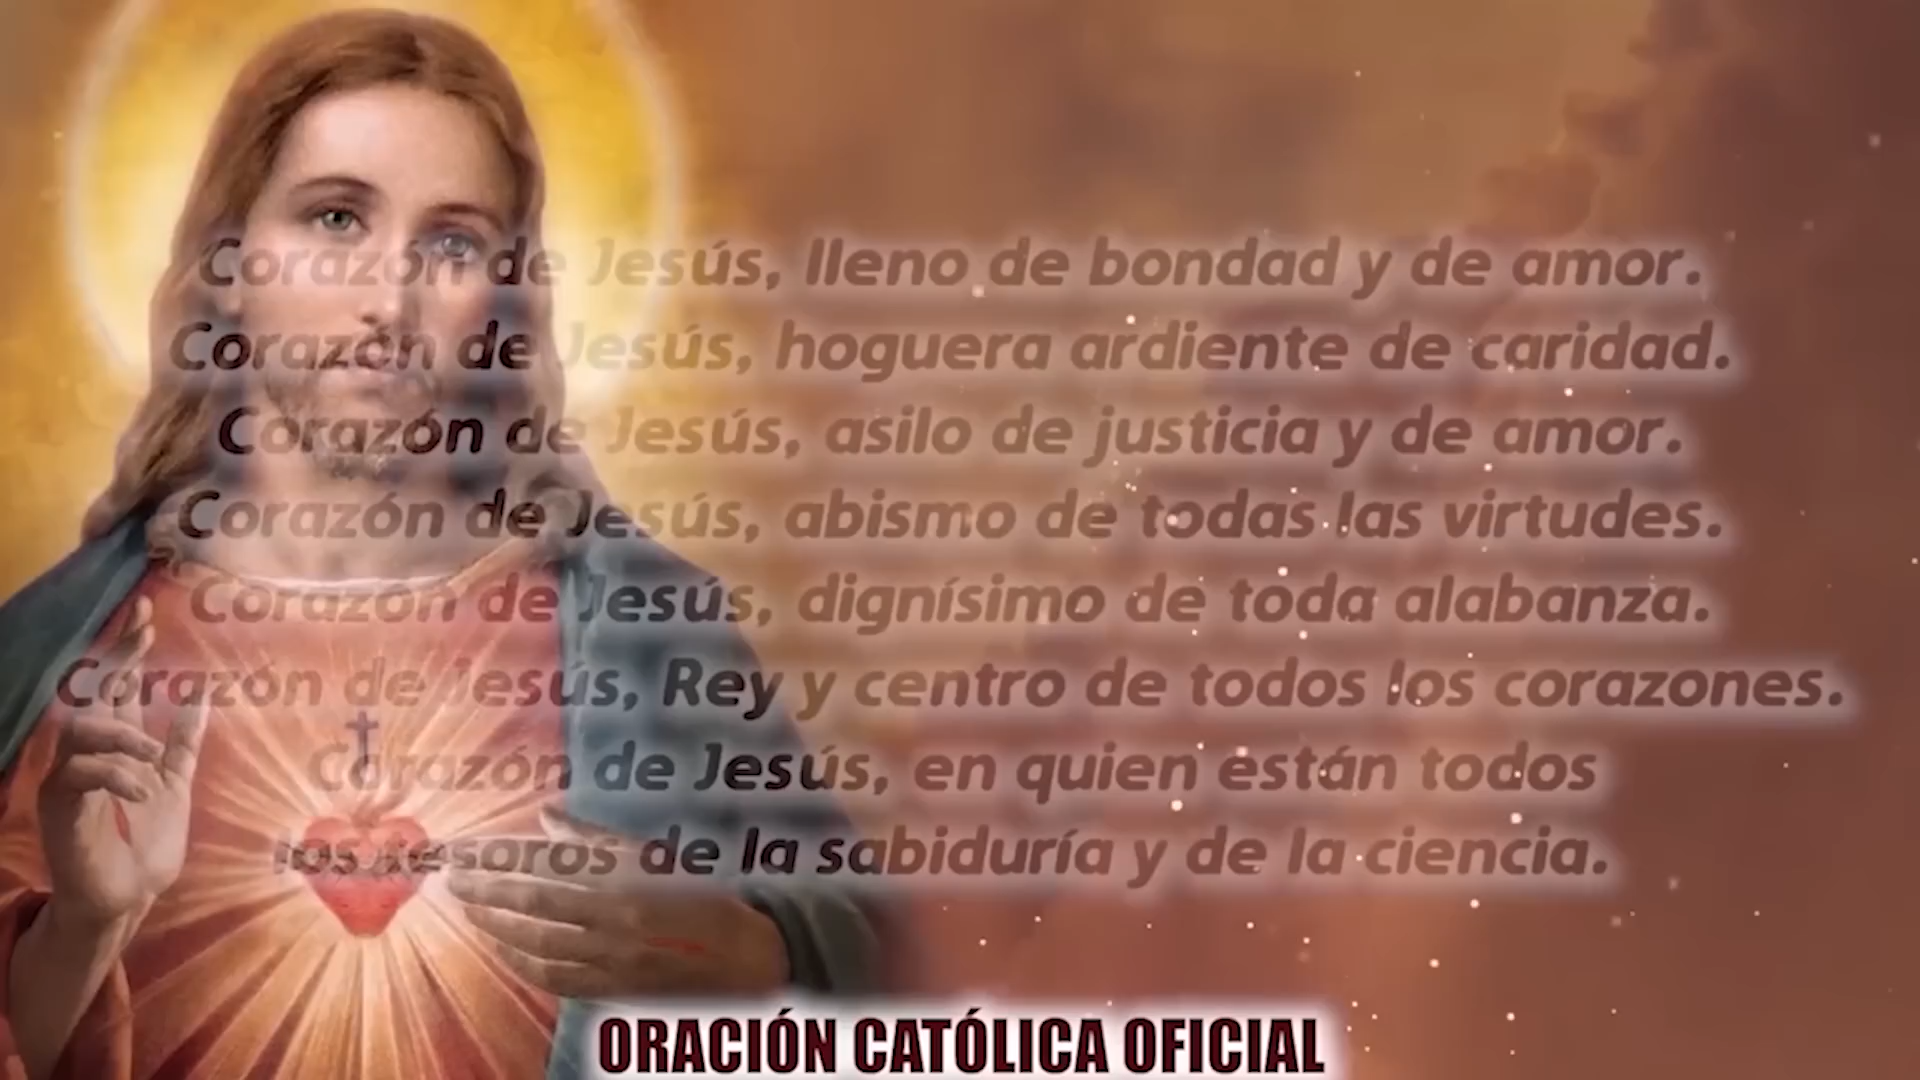 Corazón de Jesús, lleno de bondad y de amor.
Corazón de Jesús, hoguera ardiente de caridad.
Corazón de Jesús, asilo de justicia y de amor.
Corazón de Jesús, abismo de todas las virtudes.
Corazón de Jesús, dignísimo de toda alabanza.
Corazón de Jesús, Rey y centro de todos los corazones.
Corazón de Jesús, en quien están todos
los tesoros de la sabiduría y de la ciencia.
ORACIÓN CATÓLICA OFICIAL